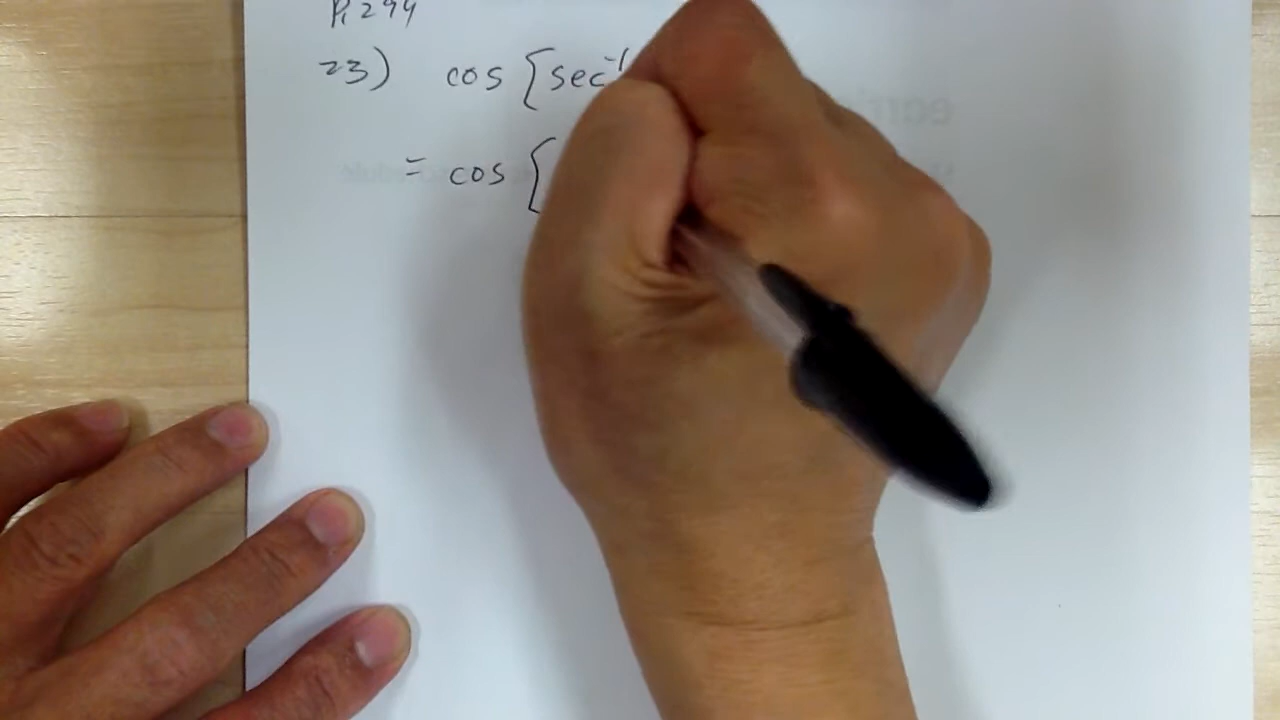 P. 294
23) cos [sec⁻¹
= cos [